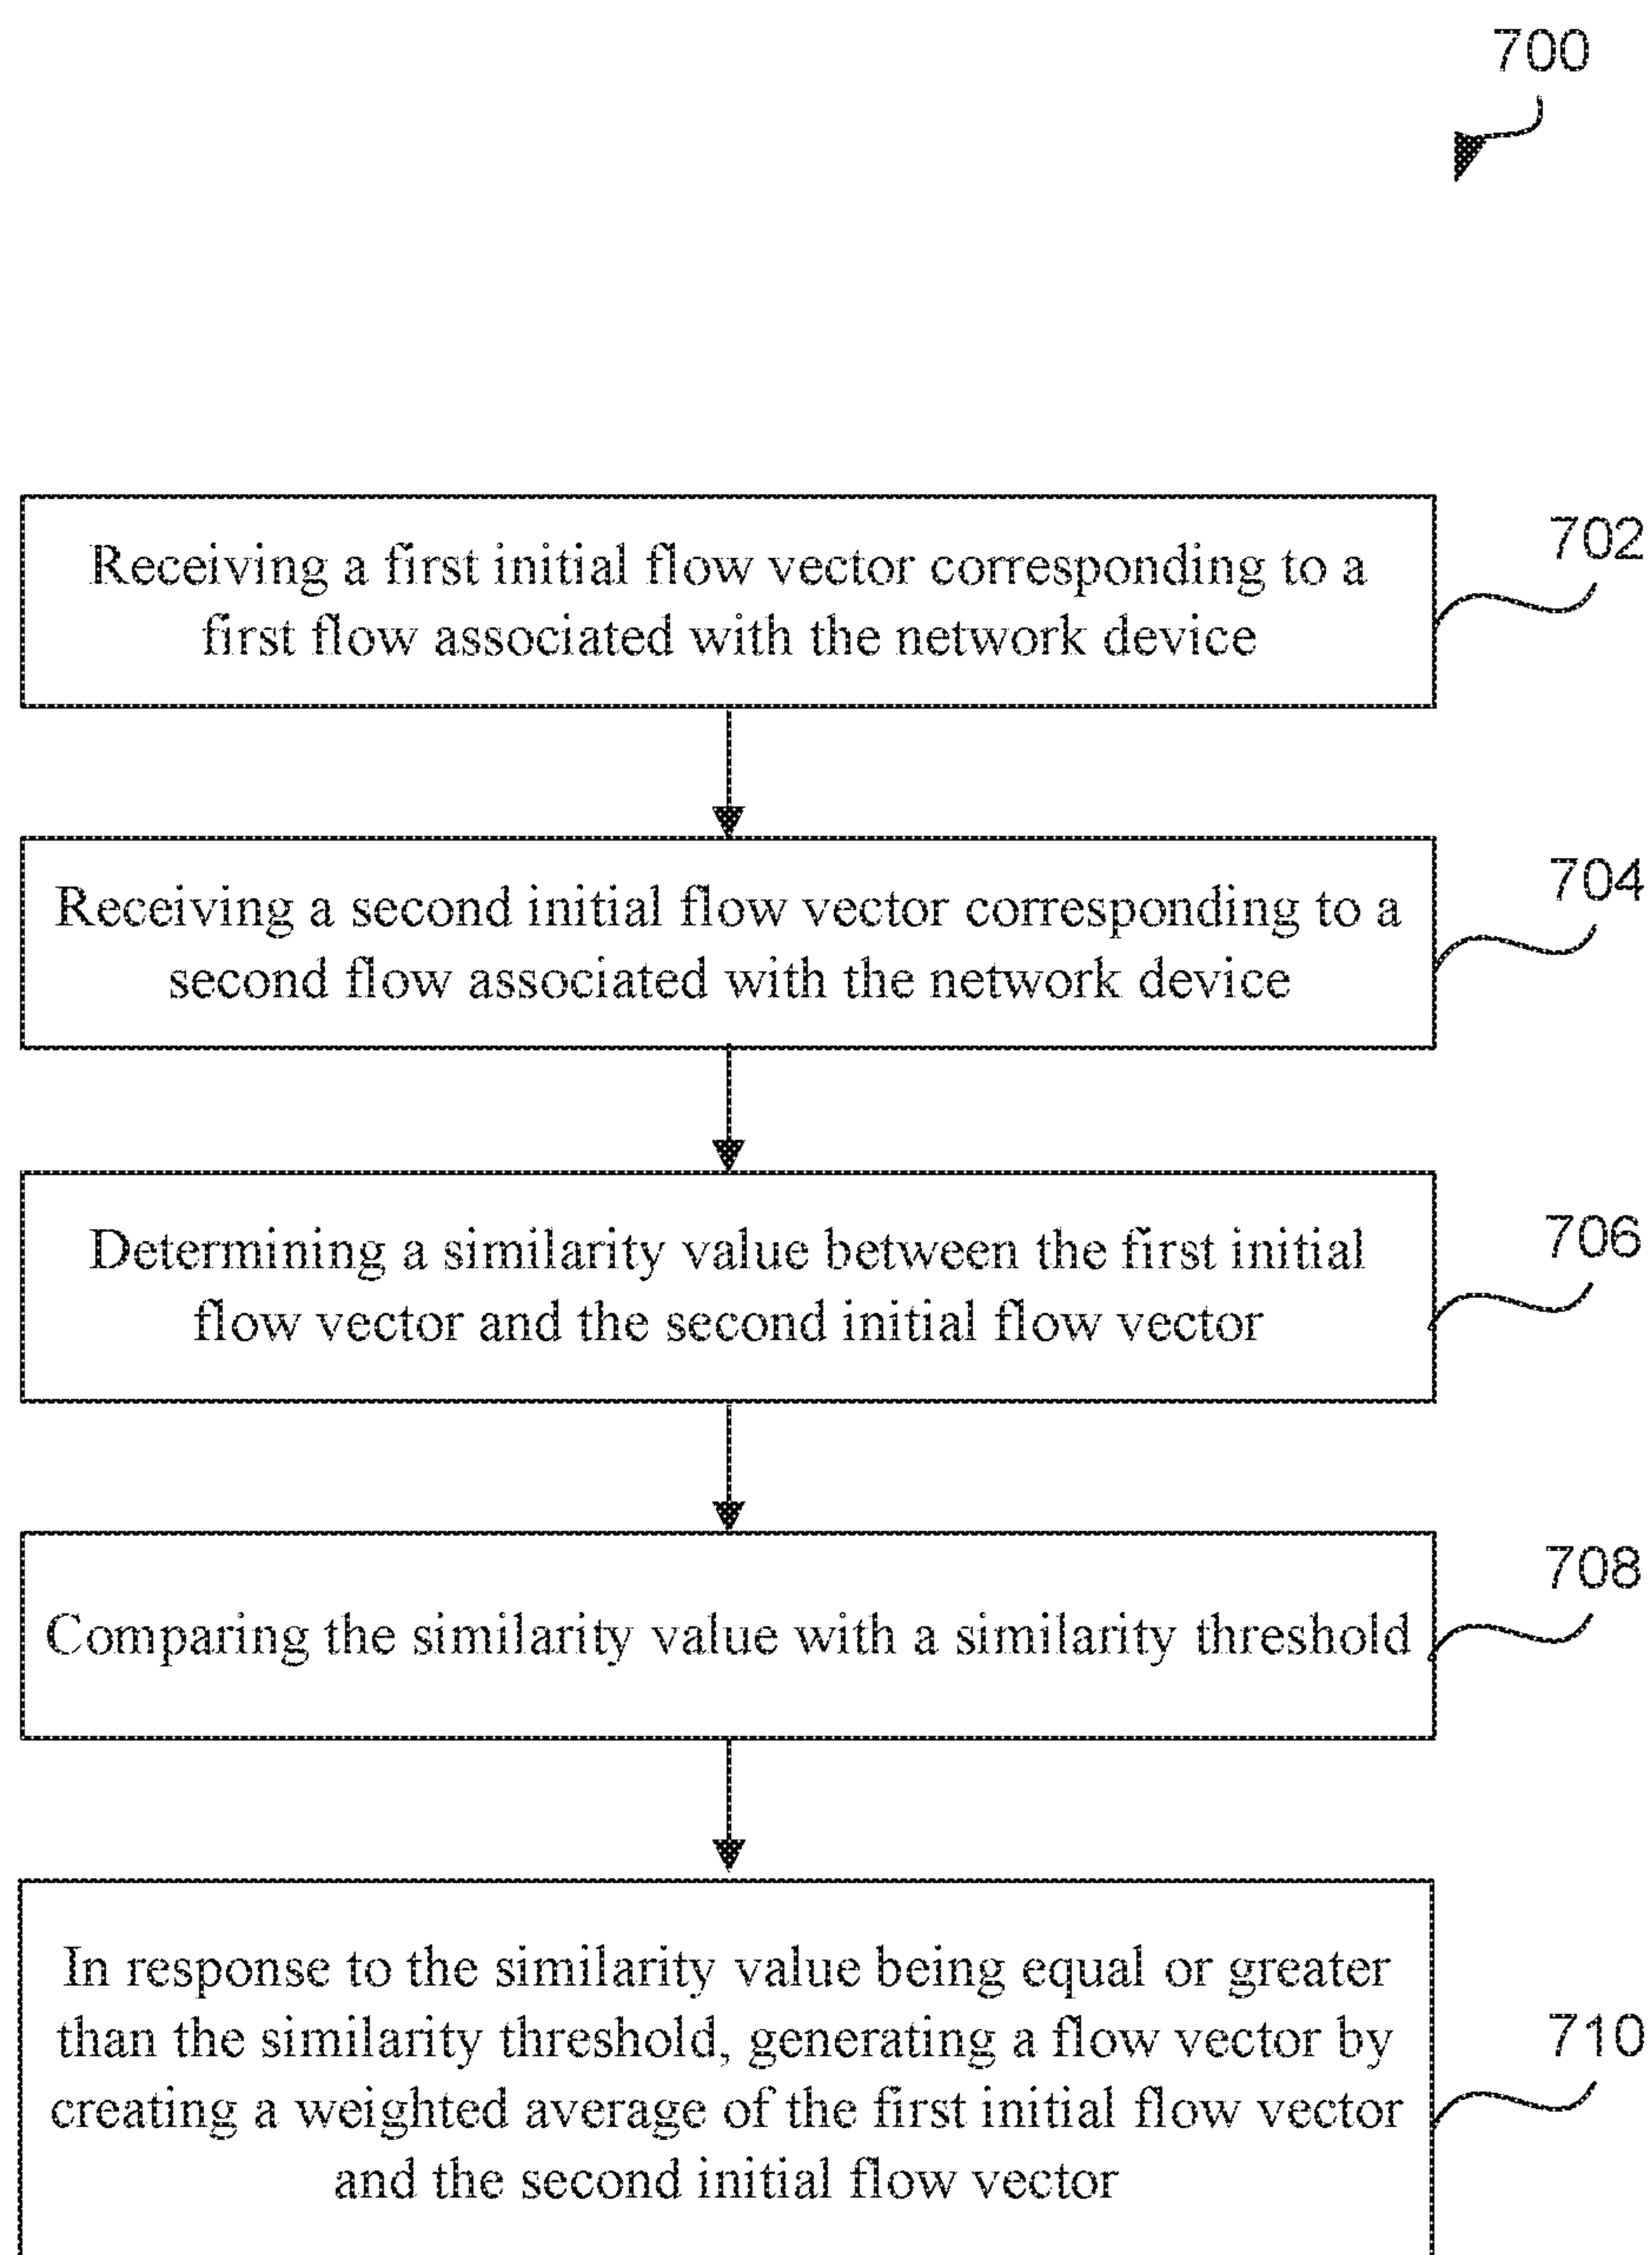 700
Receiving a first initial flow vector corresponding to a
first flow associated with the network device
702
Receiving a second initial flow vector corresponding to a
second flow associated with the network device
704
Determining a similarity value between the first initial
flow vector and the second initial flow vector
706
Comparing the similarity value with a similarity threshold
708
In response to the similarity value being equal or greater
than the similarity threshold, generating a flow vector by
creating a weighted average of the first initial flow vector
and the second initial flow vector
710